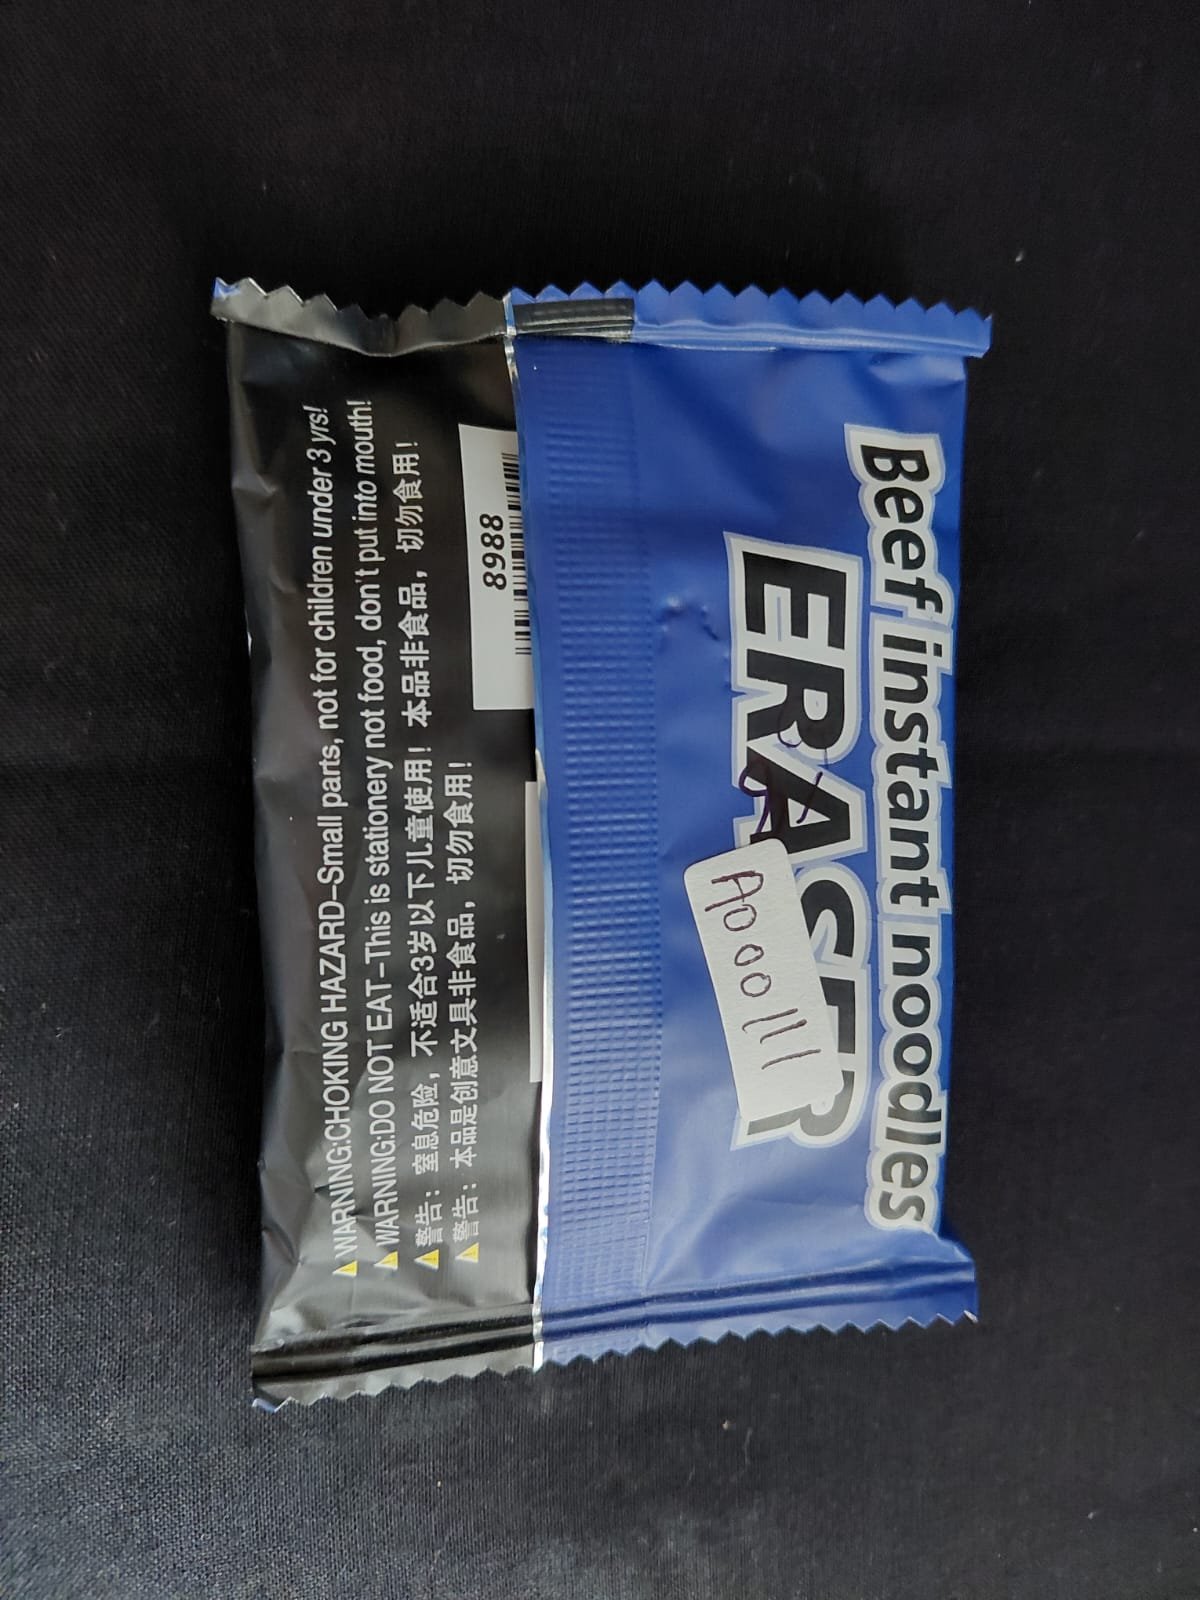 Beef instant noodles
ERASER
A000111
8988
WARNING:CHOKING HAZARD-Small parts, not for children under 3 yrs!
WARNING:DO NOT EAT-This is stationery not food, don't put into mouth!
警告：窒息危险，不适合3岁以下儿童使用！本品非食品，切勿食用！
警告：本品是创意文具非食品，切勿食用！